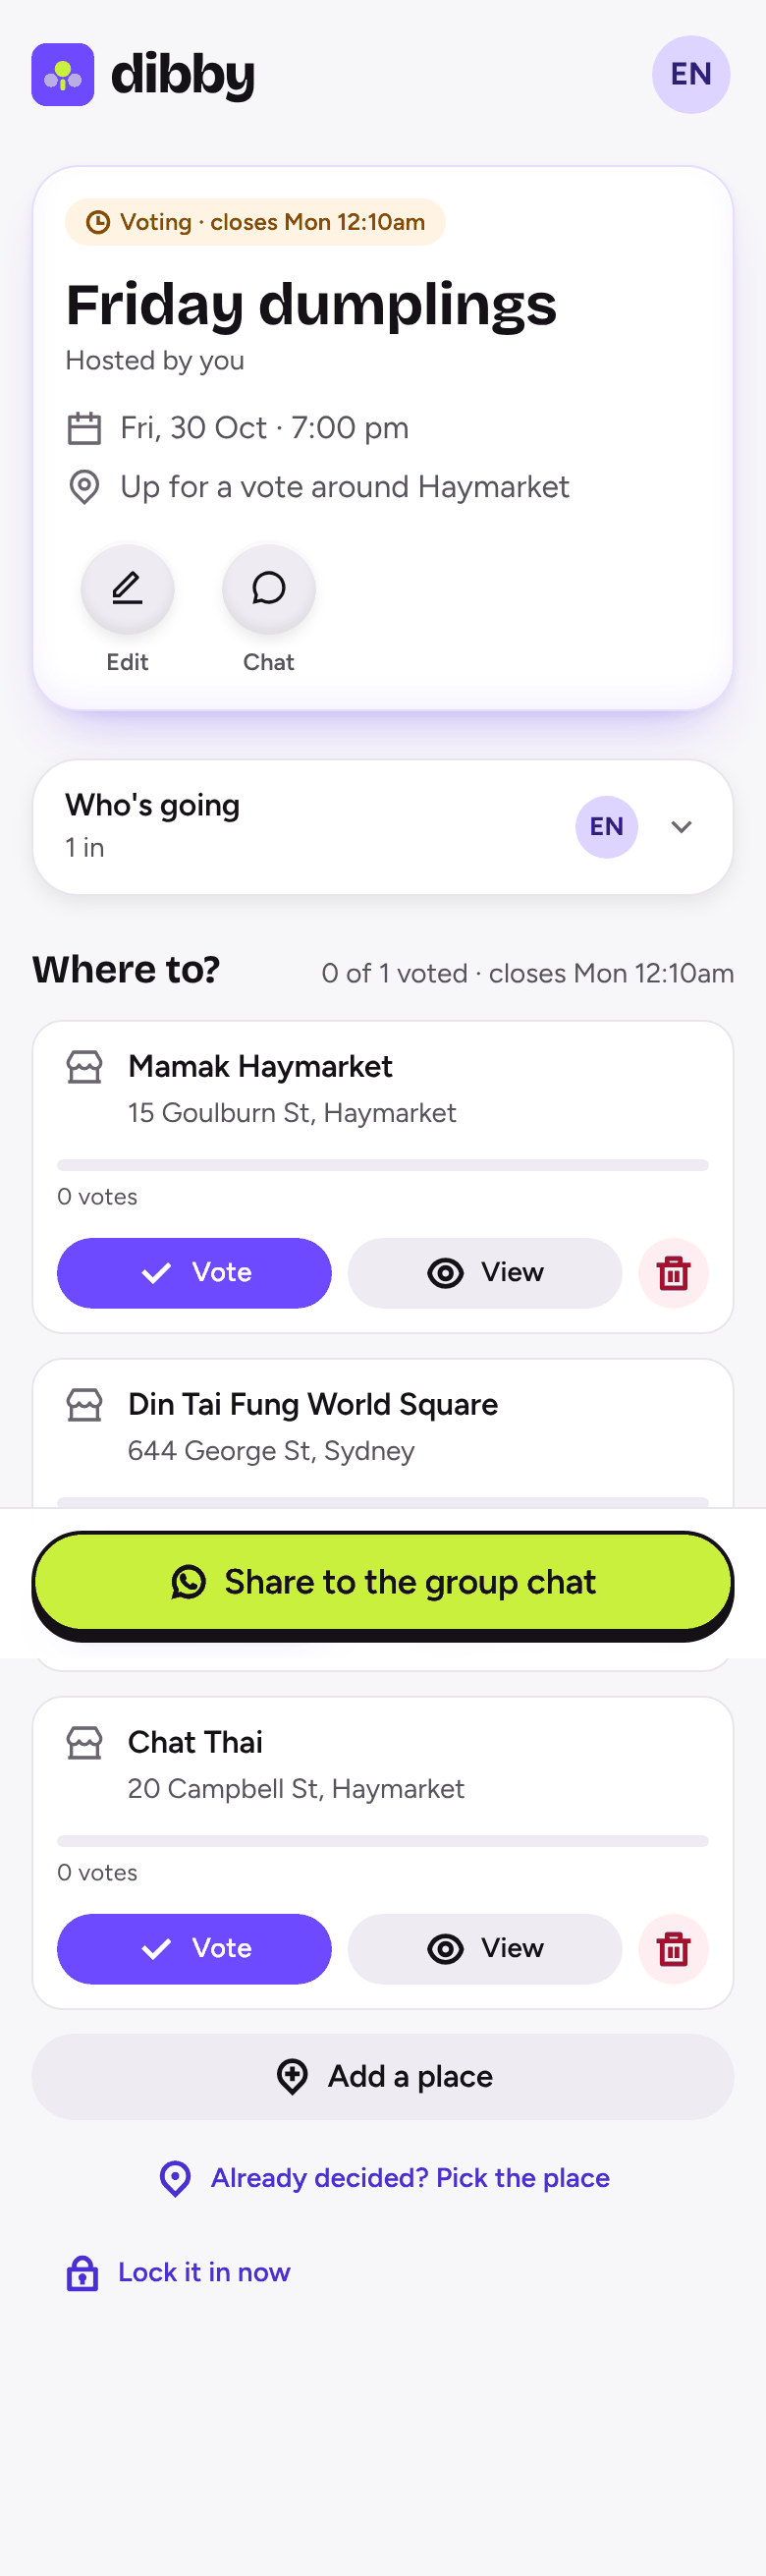 dibby
EN
Voting · closes Mon 12:10am
Friday dumplings
Hosted by you
Fri, 30 Oct · 7:00 pm
Up for a vote around Haymarket
Edit
Chat
Who's going
1 in
EN
Where to?
0 of 1 voted · closes Mon 12:10am
Mamak Haymarket
15 Goulburn St, Haymarket
0 votes
Vote
View
Din Tai Fung World Square
644 George St, Sydney
Share to the group chat
Chat Thai
20 Campbell St, Haymarket
0 votes
Vote
View
Add a place
Already decided? Pick the place
Lock it in now